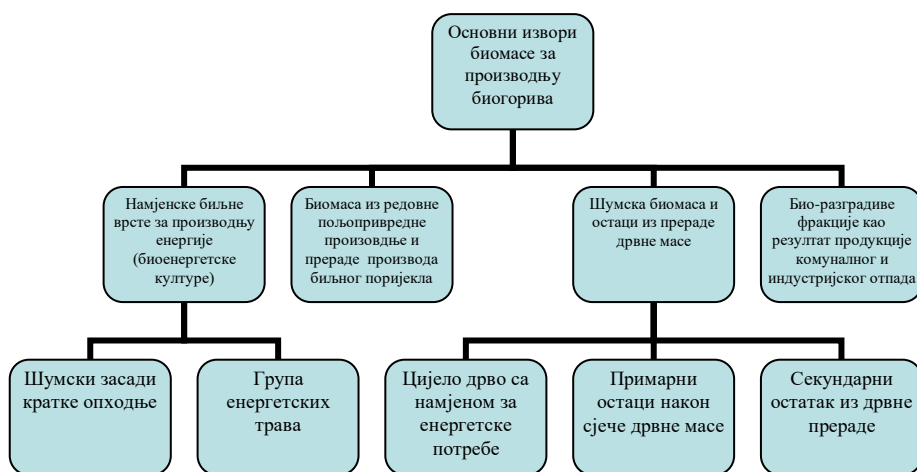 Основни извори
биомасе за
производњу
биогорива
Намјенске биљне
врсте за производњу
енергије
(биоенергетске
културе)
Биомаса из редовне
пољопривредне
произовдње и
прераде производа
биљног поријекла
Шумска биомаса и
остаци из прераде
дрвне масе
Био-разградиве
фракције као
резултат продукције
комуналног и
индустријског отпада
Шумски засади
кратке опходње
Група
енергетских
трава
Цијело дрво са
намјеном за
енергетске
потребе
Примарни
остаци након
сјече дрвне масе
Секундарни
остатак из дрвне
прераде